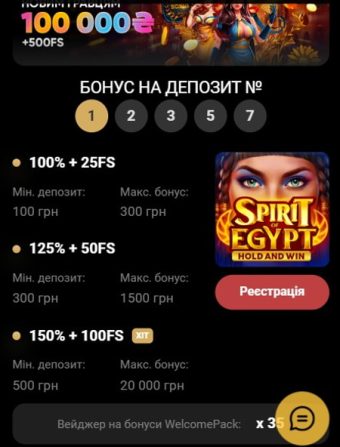 НОВИМ ГРАВЦЯМ
100 000₴
+500FS
БОНУС НА ДЕПОЗИТ №
1 2 3 5 7
100% + 25FS
Мін. депозит: Макс. бонус:
100 грн 300 грн
SPIRIT
OF
EGYPT
HOLD AND WIN
125% + 50FS
Мін. депозит: Макс. бонус:
300 грн 1500 грн
Реєстрація
150% + 100FS ХІТ
Мін. депозит: Макс. бонус:
500 грн 20 000 грн
Вейджер на бонуси WelcomePack: x 35